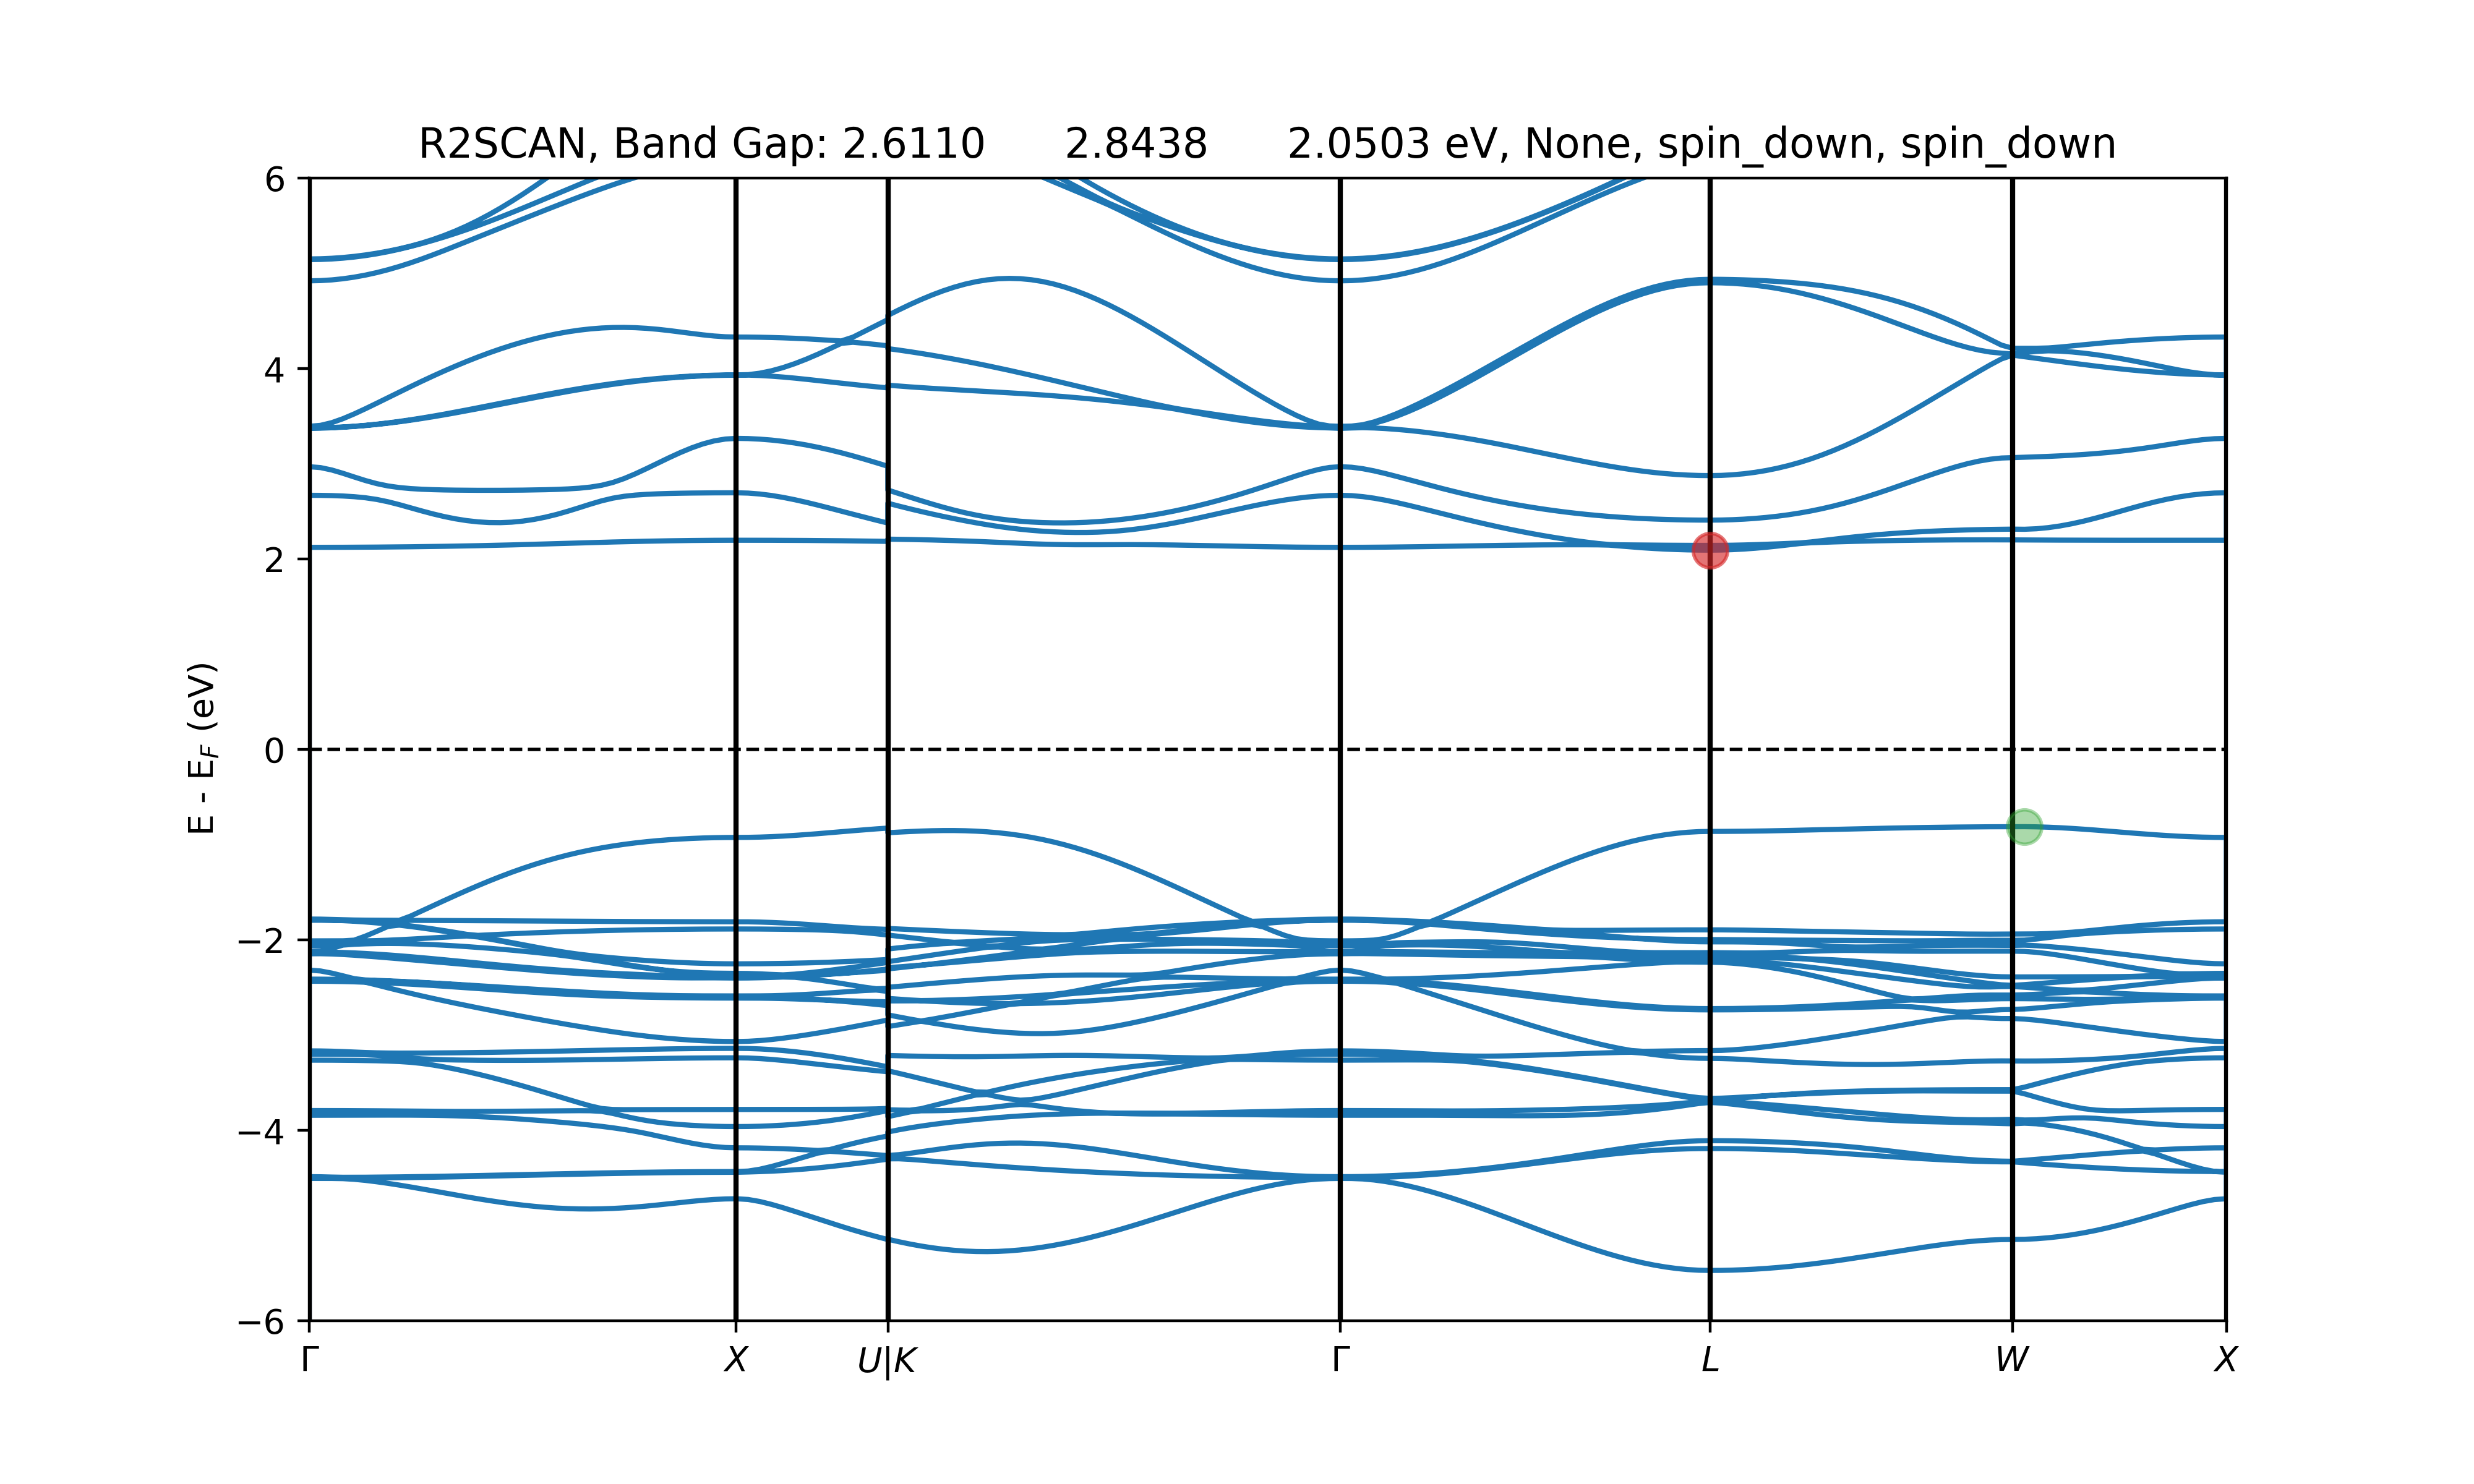 R2SCAN, Band Gap: 2.6110 2.8438 2.0503 eV, None, spin_down, spin_down
6
4
2
0
−2
−4
−6
E - E_F (eV)
Γ X U|K Γ L W X